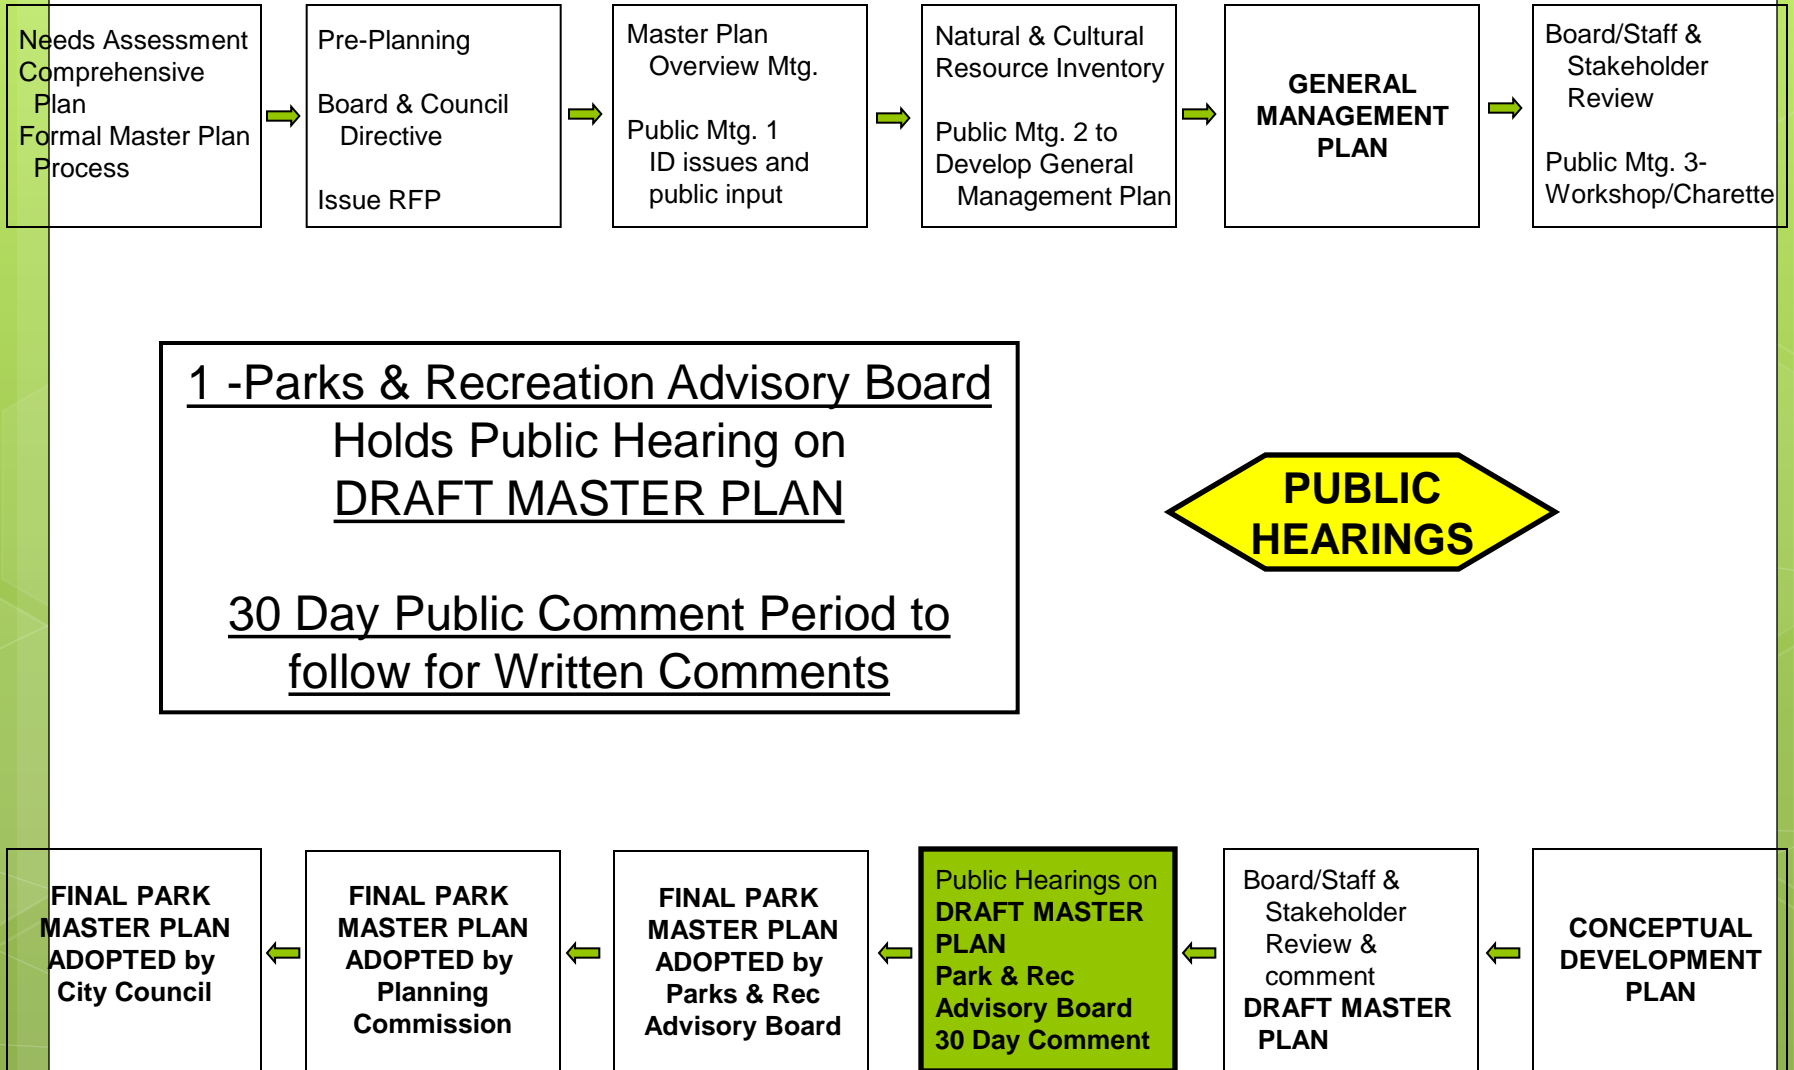 Needs Assessment
Comprehensive
Plan
Formal Master Plan
Process
Pre-Planning
Board & Council
Directive
Issue RFP
Master Plan
Overview Mtg.
Public Mtg. 1
ID issues and
public input
Natural & Cultural
Resource Inventory
Public Mtg. 2 to
Develop General
Management Plan
GENERAL
MANAGEMENT
PLAN
Board/Staff &
Stakeholder
Review
Public Mtg. 3-
Workshop/Charette
1 -Parks & Recreation Advisory Board
Holds Public Hearing on
DRAFT MASTER PLAN
30 Day Public Comment Period to
follow for Written Comments
PUBLIC
HEARINGS
FINAL PARK
MASTER PLAN
ADOPTED by
City Council
FINAL PARK
MASTER PLAN
ADOPTED by
Planning
Commission
FINAL PARK
MASTER PLAN
ADOPTED by
Parks & Rec
Advisory Board
Public Hearings on
DRAFT MASTER
PLAN
Park & Rec
Advisory Board
30 Day Comment
Board/Staff &
Stakeholder
Review &
comment
DRAFT MASTER
PLAN
CONCEPTUAL
DEVELOPMENT
PLAN